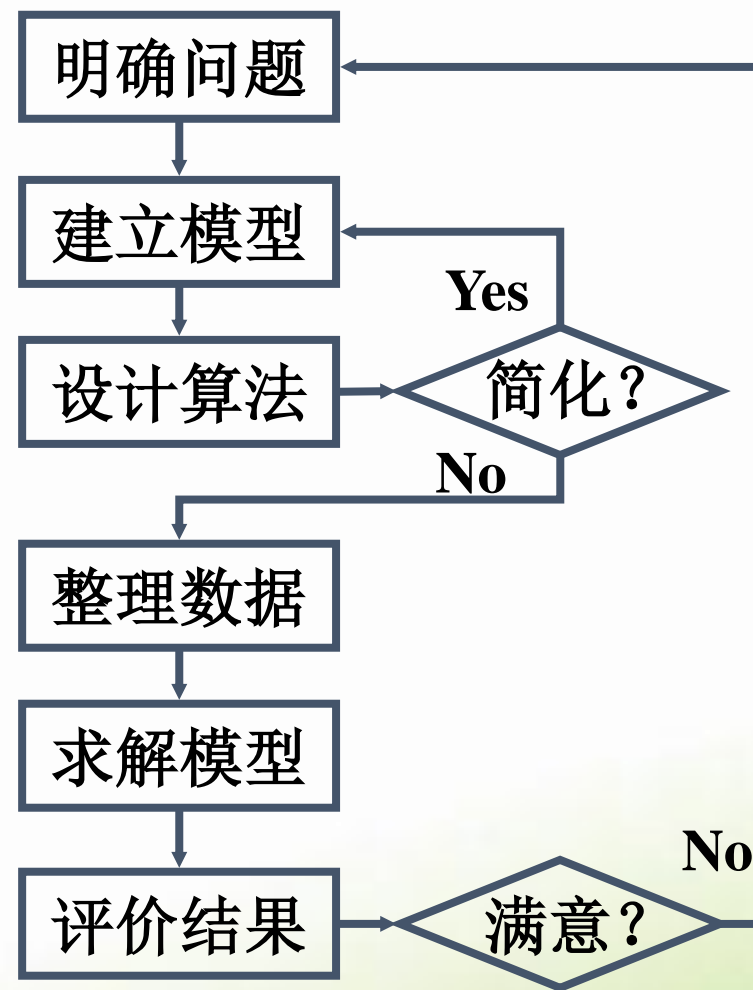 明确问题
建立模型
Yes
设计算法
简化？
No
整理数据
求解模型
No
评价结果
满意？